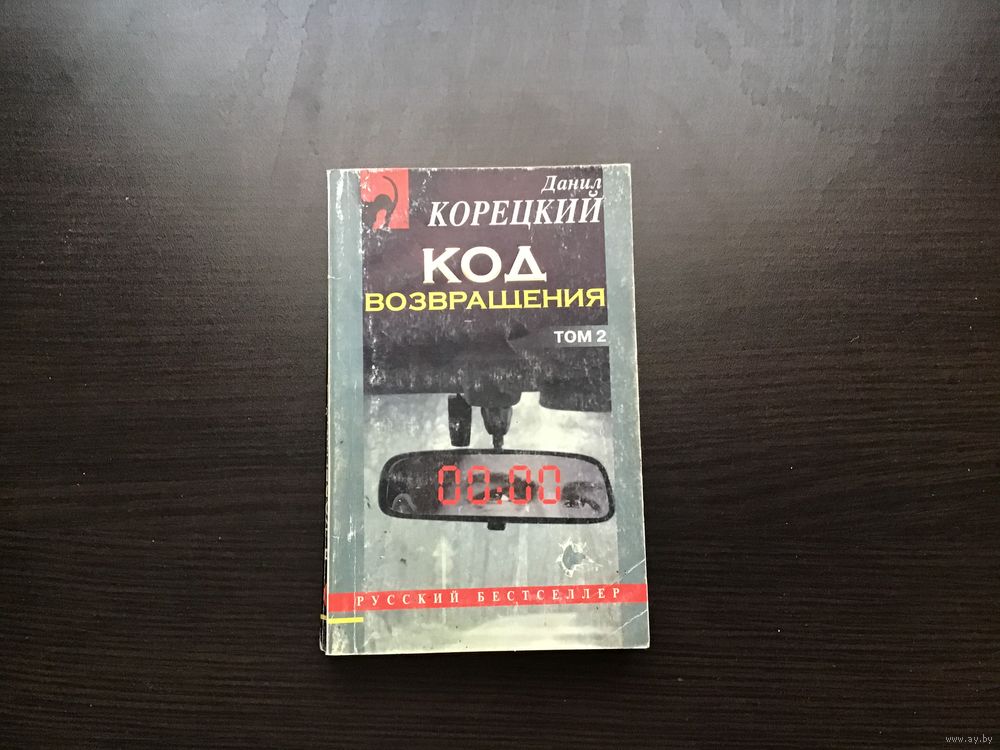 Данил
КОРЕЦКИЙ
КОД
ВОЗВРАЩЕНИЯ
ТОМ 2
00:00
РУССКИЙ БЕСТСЕЛЛЕР
www.ay.by